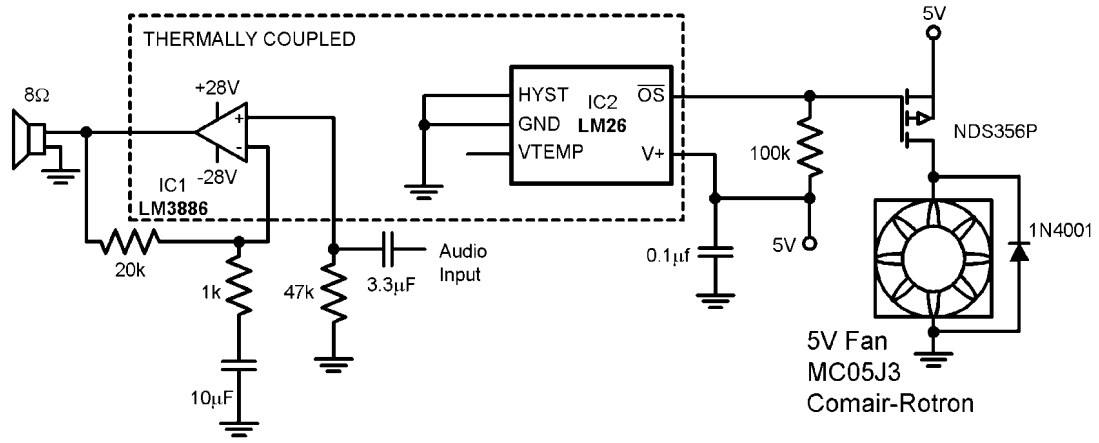 THERMALLY COUPLED
5V
8Ω
+28V
+
-
-28V
IC1
LM3886
HYST
GND
VTEMP
IC2
LM26
OS
V+
100k
NDS356P
20k
1k
47k
3.3µF
Audio
Input
10µF
0.1µf
5V
1N4001
5V Fan
MC05J3
Comair-Rotron